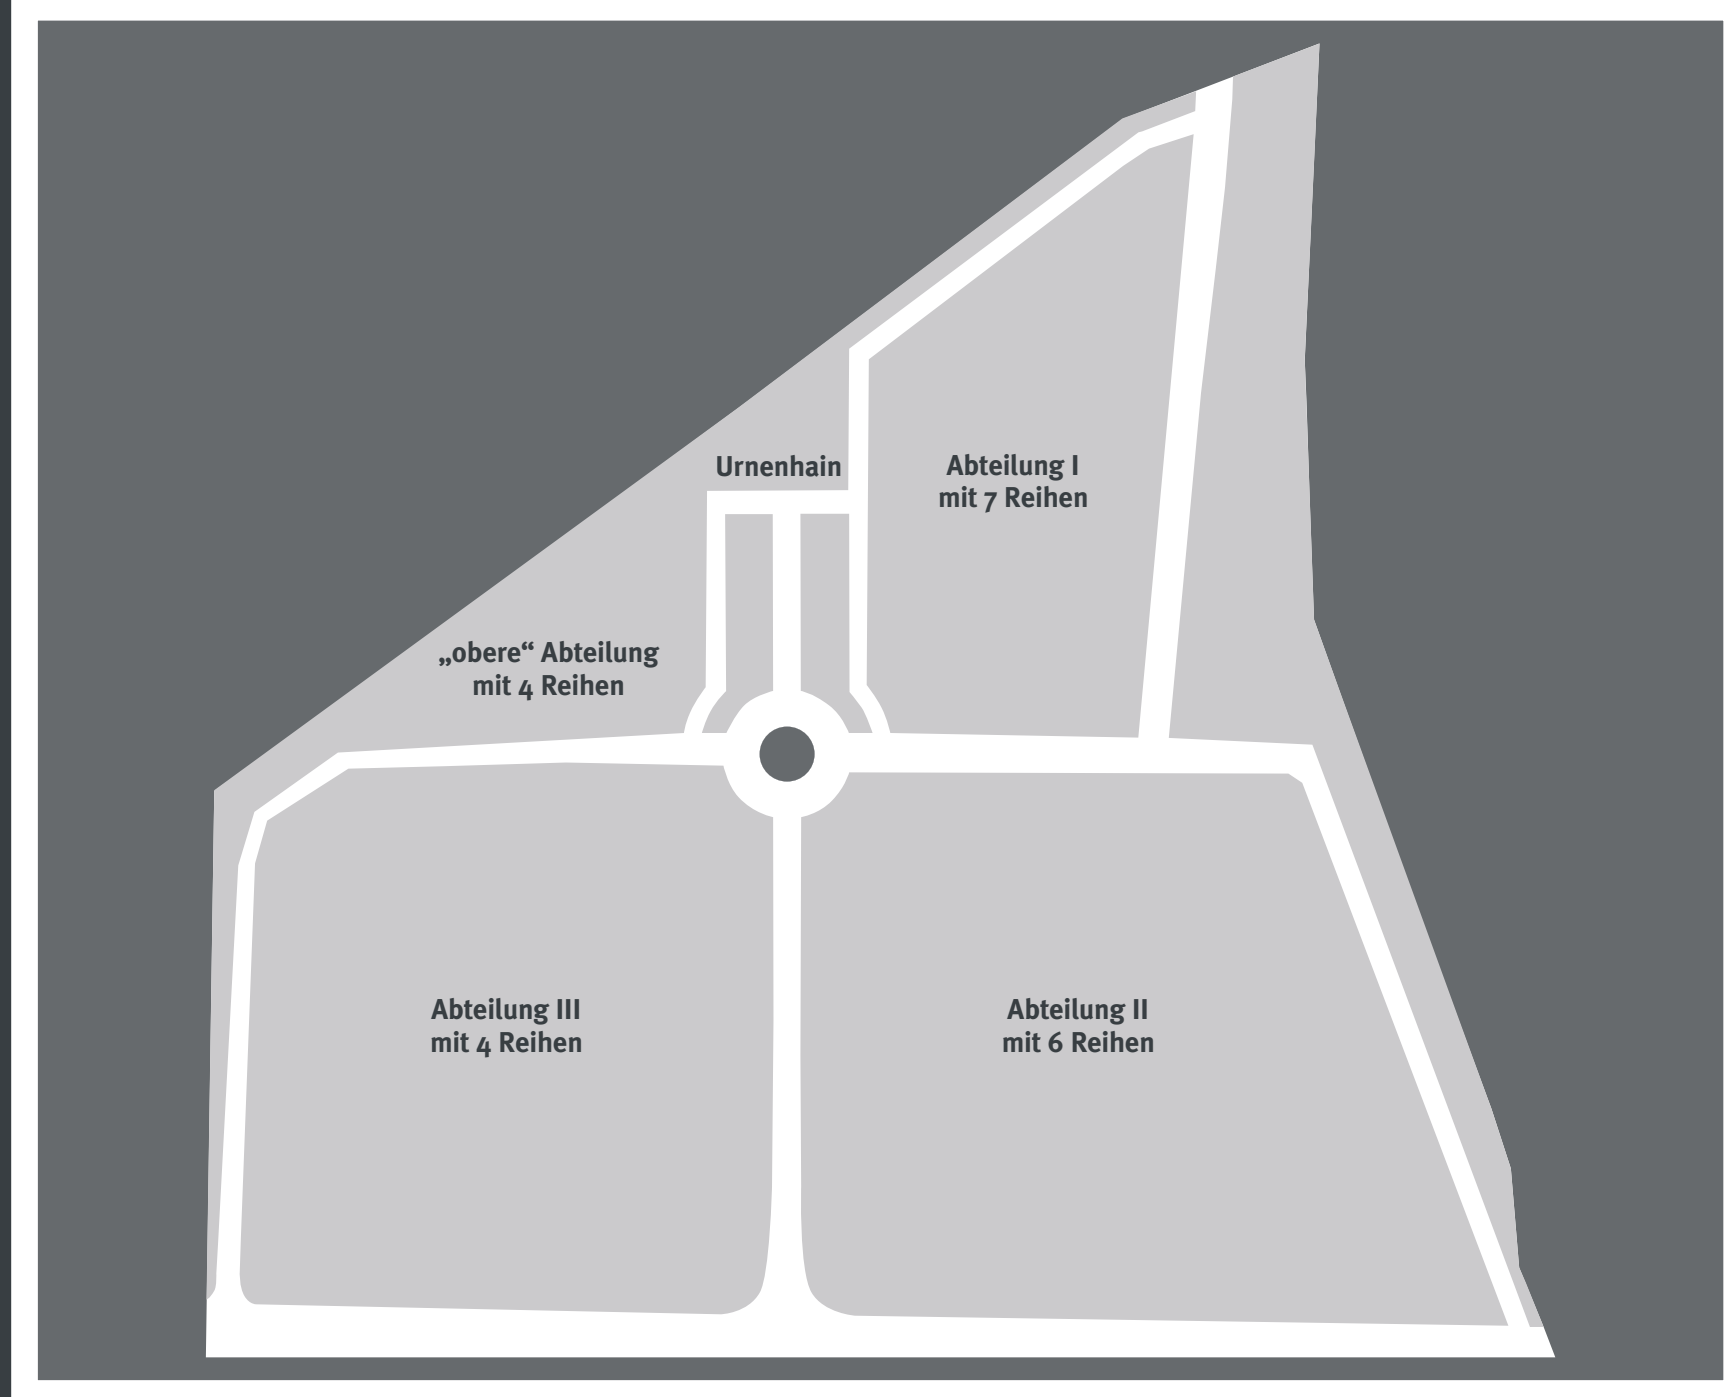 Urnenhain
Abteilung I
mit 7 Reihen
„obere“ Abteilung
mit 4 Reihen
Abteilung III
mit 4 Reihen
Abteilung II
mit 6 Reihen